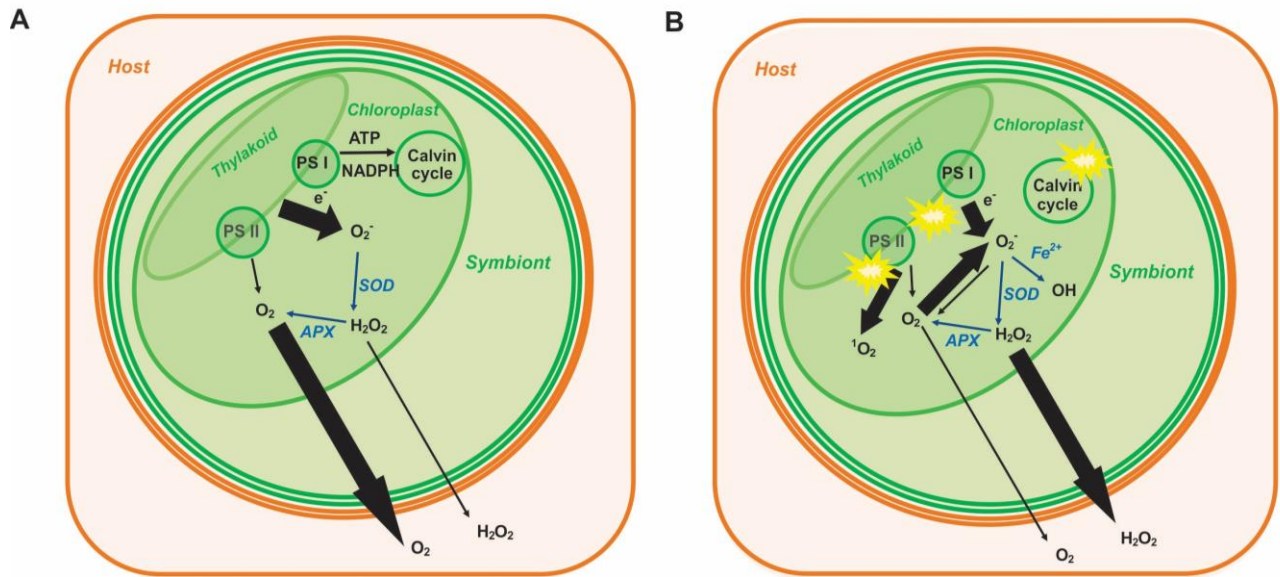 A
Host
Chloroplast
Thylakoid
PS I
ATP
NADPH
Calvin
cycle
e⁻
PS II
O₂⁻
Symbiont
SOD
O₂
APX
H₂O₂
H₂O₂
O₂
B
Host
Chloroplast
Thylakoid
PS I
Calvin
cycle
e⁻
PS II
O₂⁻
Fe²⁺
Symbiont
SOD
OH
O₂
APX
H₂O₂
¹O₂
H₂O₂
O₂